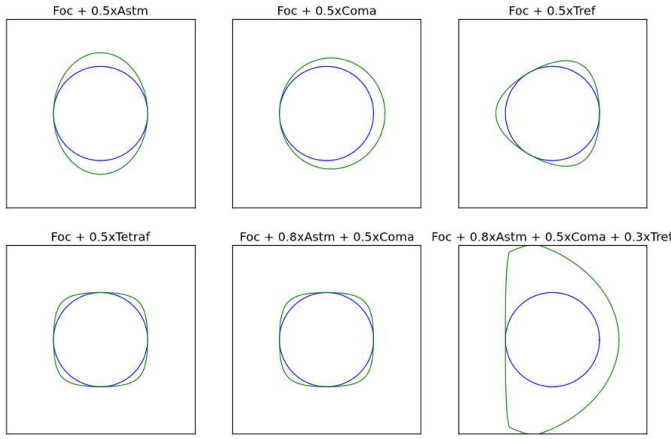 Foc + 0.5xAstm
Foc + 0.5xComa
Foc + 0.5xTref
Foc + 0.5xTetraf
Foc + 0.8xAstm + 0.5xComa
Foc + 0.8xAstm + 0.5xComa + 0.3xTref